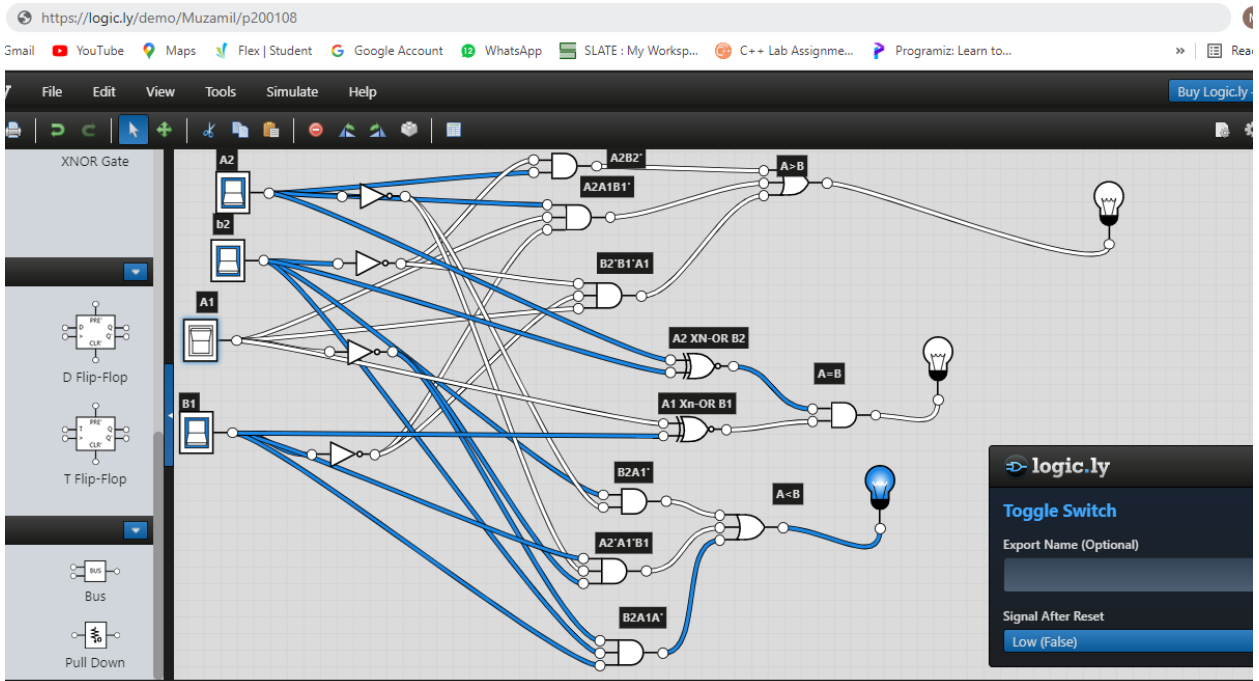 https://logic.ly/demo/Muzamil/p200108
Gmail YouTube Maps Flex | Student Google Account WhatsApp SLATE : My Worksp... C++ Lab Assignme... Programiz: Learn to... » Rea
File Edit View Tools Simulate Help Buy Logic.ly
XNOR Gate
D Flip-Flop
T Flip-Flop
BUS
Bus
Pull Down
A2
b2
A1
B1
A2B2'
A2A1B1'
B2'B1'A1
A>B
A2 XN-OR B2
A1 Xn-OR B1
A=B
B2A1'
A2'A1'B1
B2A1A'
A<B
logic.ly
Toggle Switch
Export Name (Optional)
Signal After Reset
Low (False)